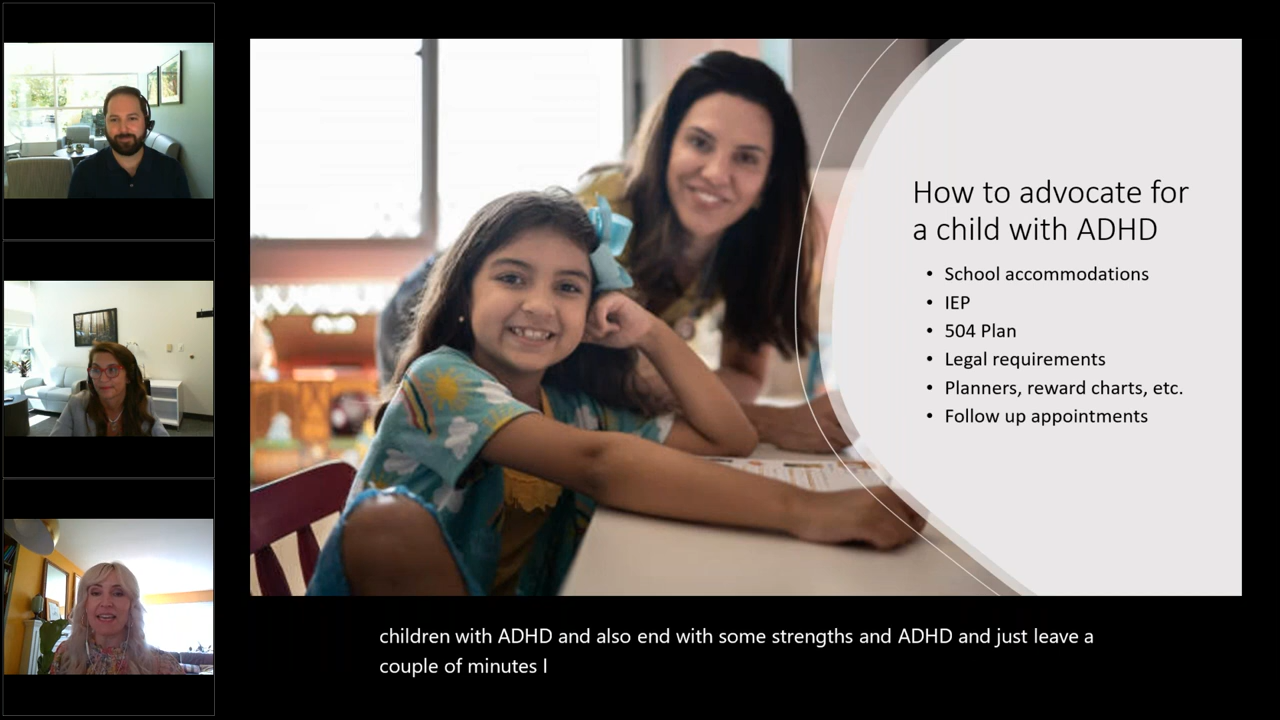 How to advocate for
a child with ADHD
• School accommodations
• IEP
• 504 Plan
• Legal requirements
• Planners, reward charts, etc.
• Follow up appointments
children with ADHD and also end with some strengths and ADHD and just leave a
couple of minutes I